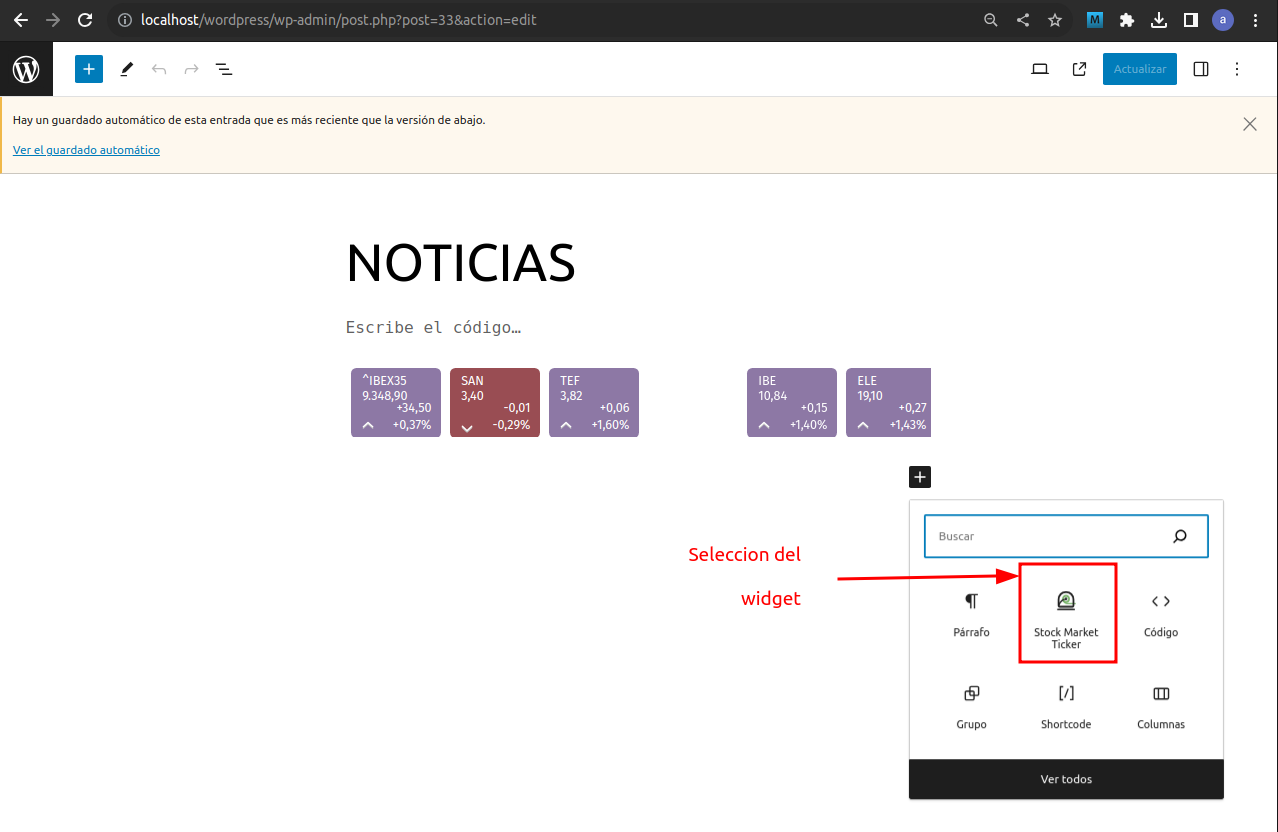 localhost/wordpress/wp-admin/post.php?post=33&action=edit
M
a
Actualizar
Hay un guardado automático de esta entrada que es más reciente que la versión de abajo.
Ver el guardado automático
NOTICIAS
Escribe el código…
^IBEX35
9.348,90
+34,50
+0,37%
SAN
3,40
-0,01
-0,29%
TEF
3,82
+0,06
+1,60%
IBE
10,84
+0,15
+1,40%
ELE
19,10
+0,27
+1,43%
Buscar
Seleccion del
widget
Párrafo
Stock Market
Ticker
Código
Grupo
Shortcode
Columnas
Ver todos